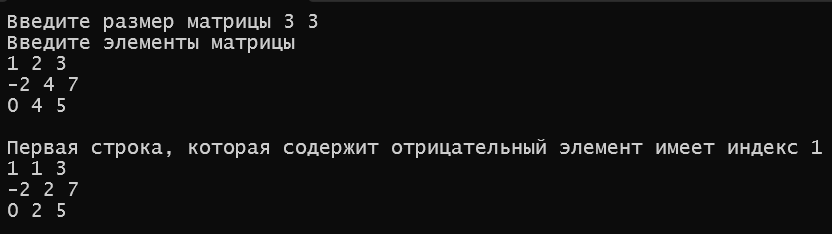 Введите размер матрицы 3 3
Введите элементы матрицы
1 2 3
-2 4 7
0 4 5
Первая строка, которая содержит отрицательный элемент имеет индекс 1
1 1 3
-2 2 7
0 2 5